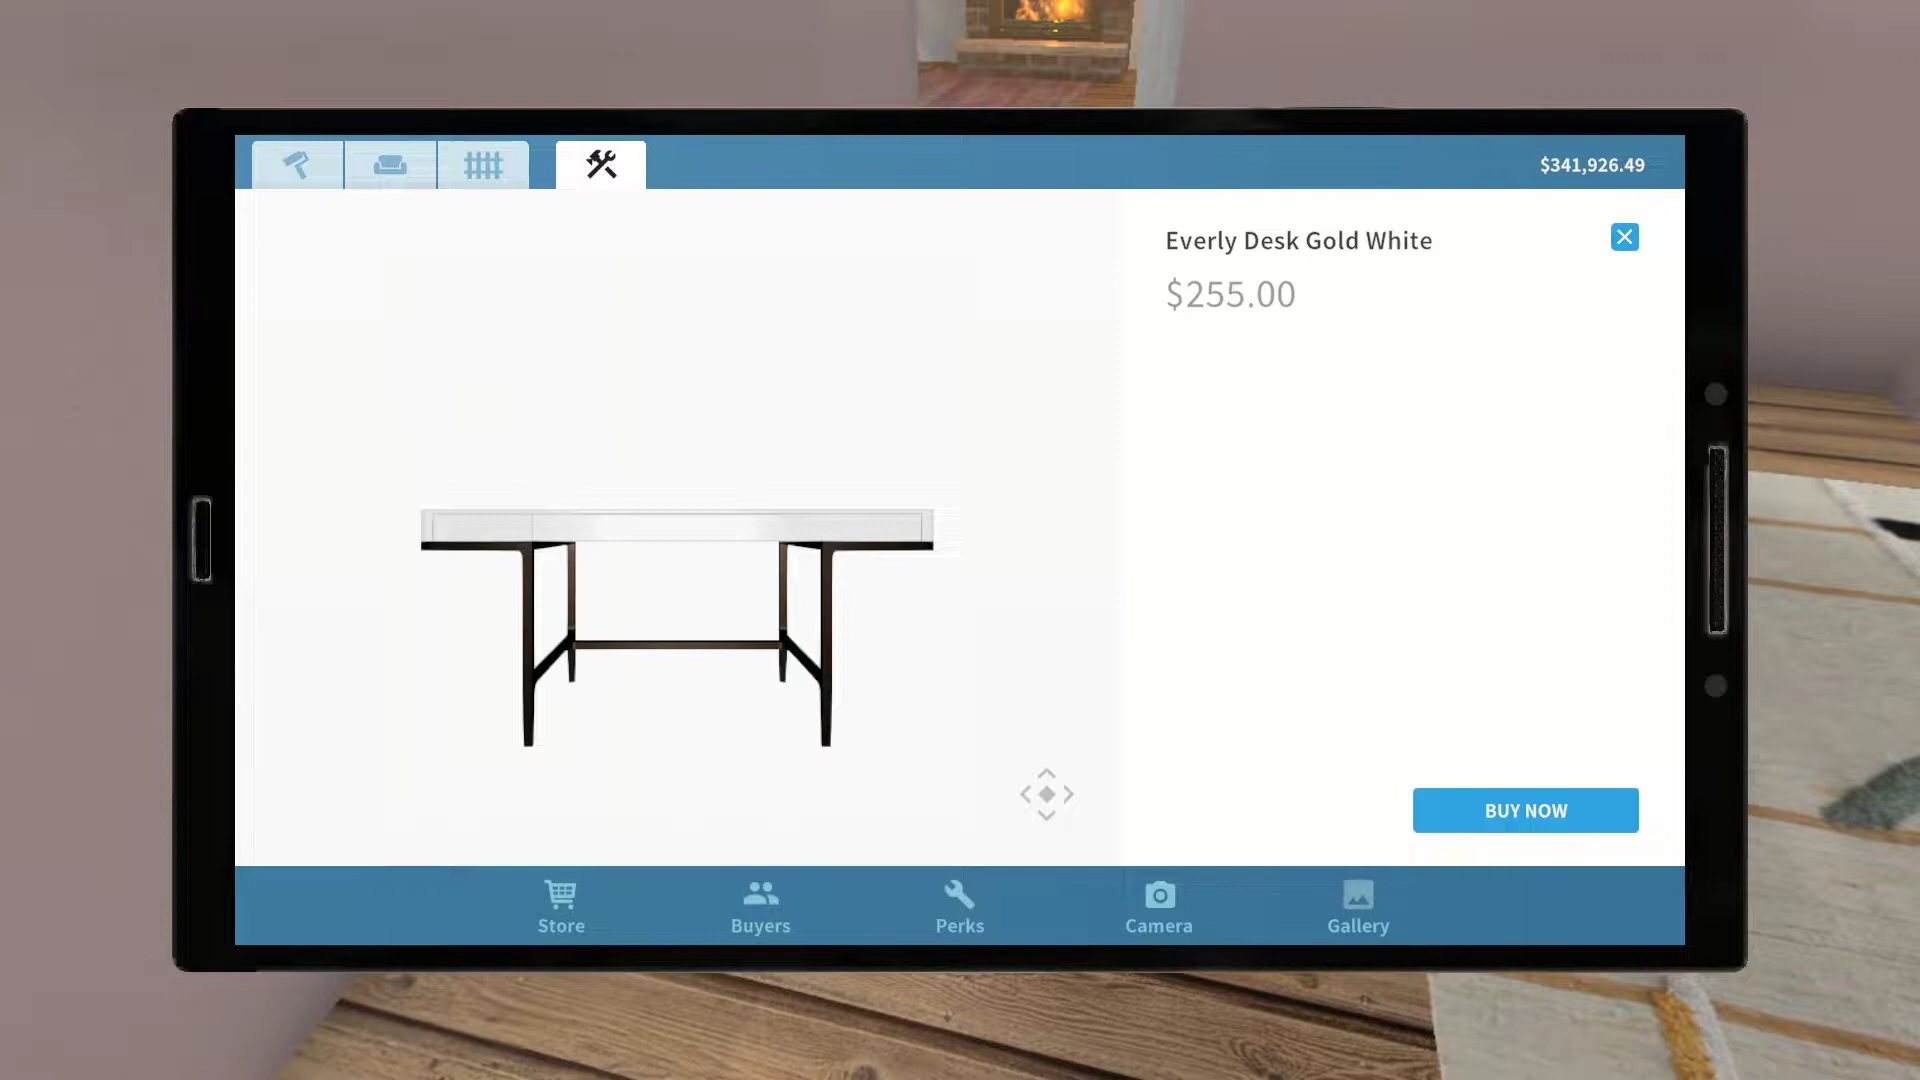 $341,926.49
Everly Desk Gold White
$255.00
BUY NOW
Store
Buyers
Perks
Camera
Gallery